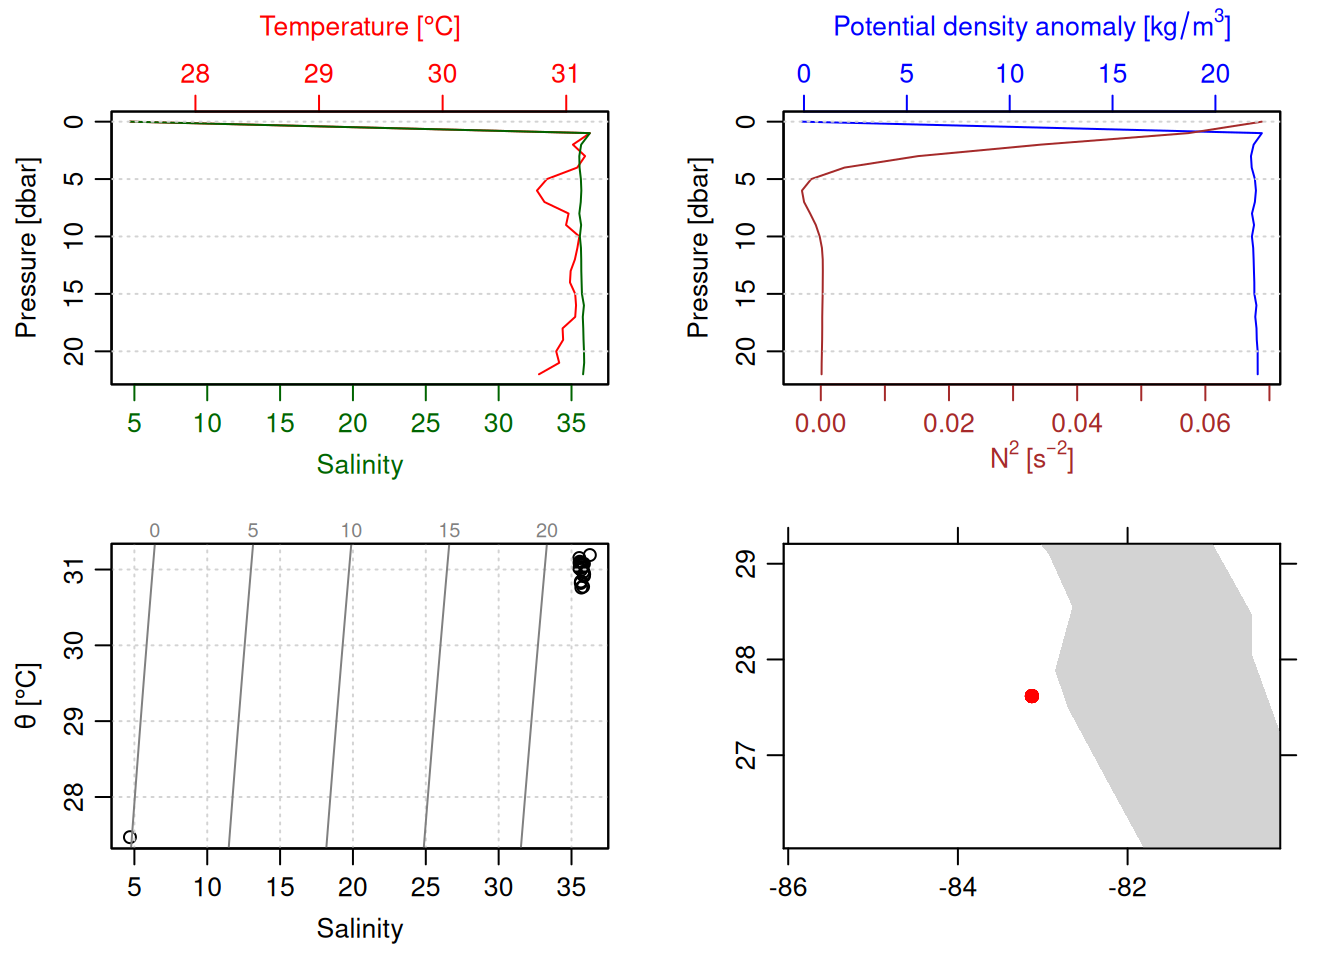 Temperature [°C]
28 29 30 31
0
5
10
15
20
Pressure [dbar]
5 10 15 20 25 30 35
Salinity
Potential density anomaly [kg/m³]
0 5 10 15 20
0
5
10
15
20
Pressure [dbar]
0.00 0.02 0.04 0.06
N² [s⁻²]
0 5 10 15 20
31
30
29
28
θ [°C]
5 10 15 20 25 30 35
Salinity
29
28
27
-86 -84 -82